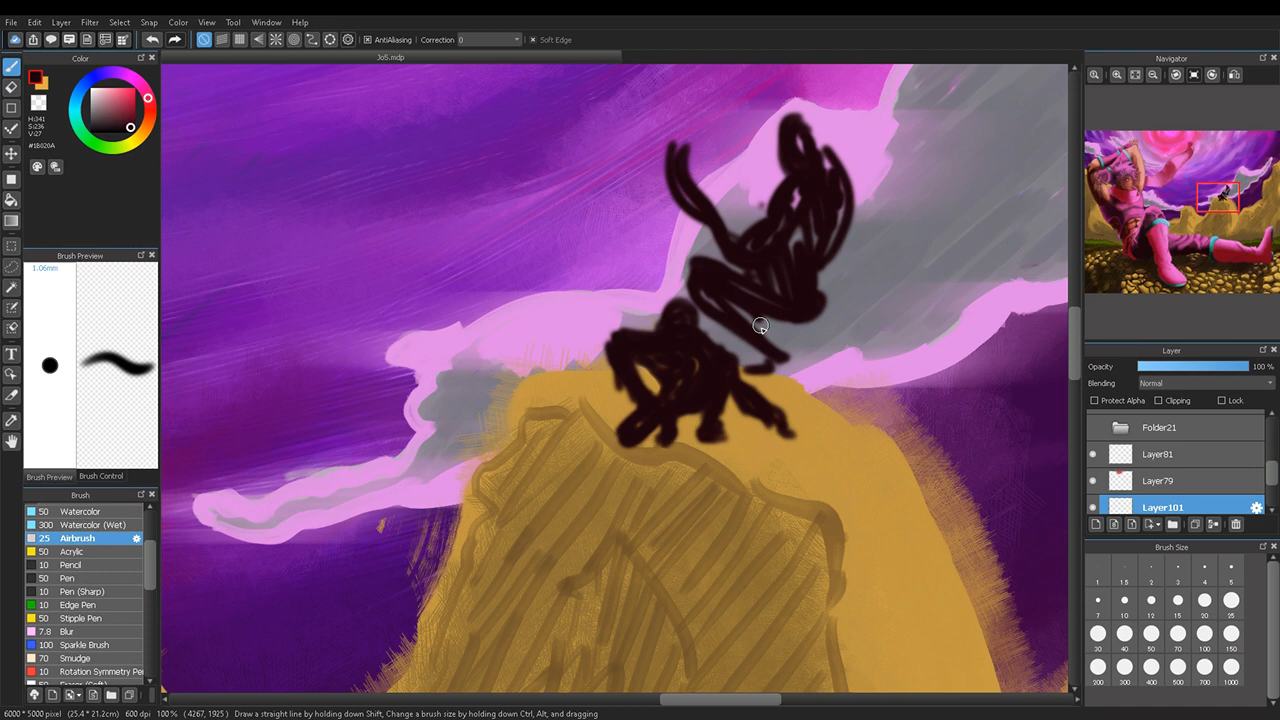 File Edit Layer Filter Select Snap Color View Tool Window Help
AntiAliasing Correction 0 Soft Edge
Jo5.mdp
Color
H:341
S:236
V:27
#1B020A
Brush Preview
1.06mm
Brush Preview Brush Control
Brush
50 Watercolor
300 Watercolor (Wet)
25 Airbrush
50 Acrylic
10 Pencil
50 Pen
10 Pen (Sharp)
10 Edge Pen
50 Stipple Pen
7.8 Blur
100 Sparkle Brush
70 Smudge
10 Rotation Symmetry Pe
Navigator
Layer
Opacity 100 %
Blending Normal
Protect Alpha Clipping Lock
Folder21
Layer81
Layer79
Layer101
Brush Size
1 1.5 2 3 4 5
7 10 12 15 20 25
30 40 50 70 100 150
200 300 400 500 700 1000
6000 * 5000 pixel (25.4 * 21.2cm) 600 dpi 100 % ( 4267, 1925 ) Draw a straight line by holding down Shift, Change a brush size by holding down Ctrl, Alt, and dragging